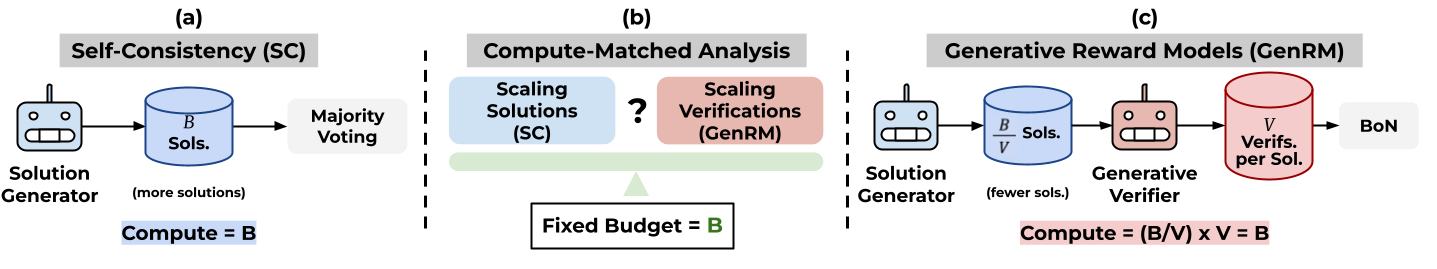 (a)
Self-Consistency (SC)
B
Sols.
Majority
Voting
Solution
Generator
(more solutions)
Compute = B
(b)
Compute-Matched Analysis
Scaling
Solutions
(SC)
?
Scaling
Verifications
(GenRM)
Fixed Budget = B
(c)
Generative Reward Models (GenRM)
B
V
Sols.
V
Verifs.
per Sol.
BoN
Solution
Generator
(fewer sols.)
Generative
Verifier
Compute = (B/V) x V = B